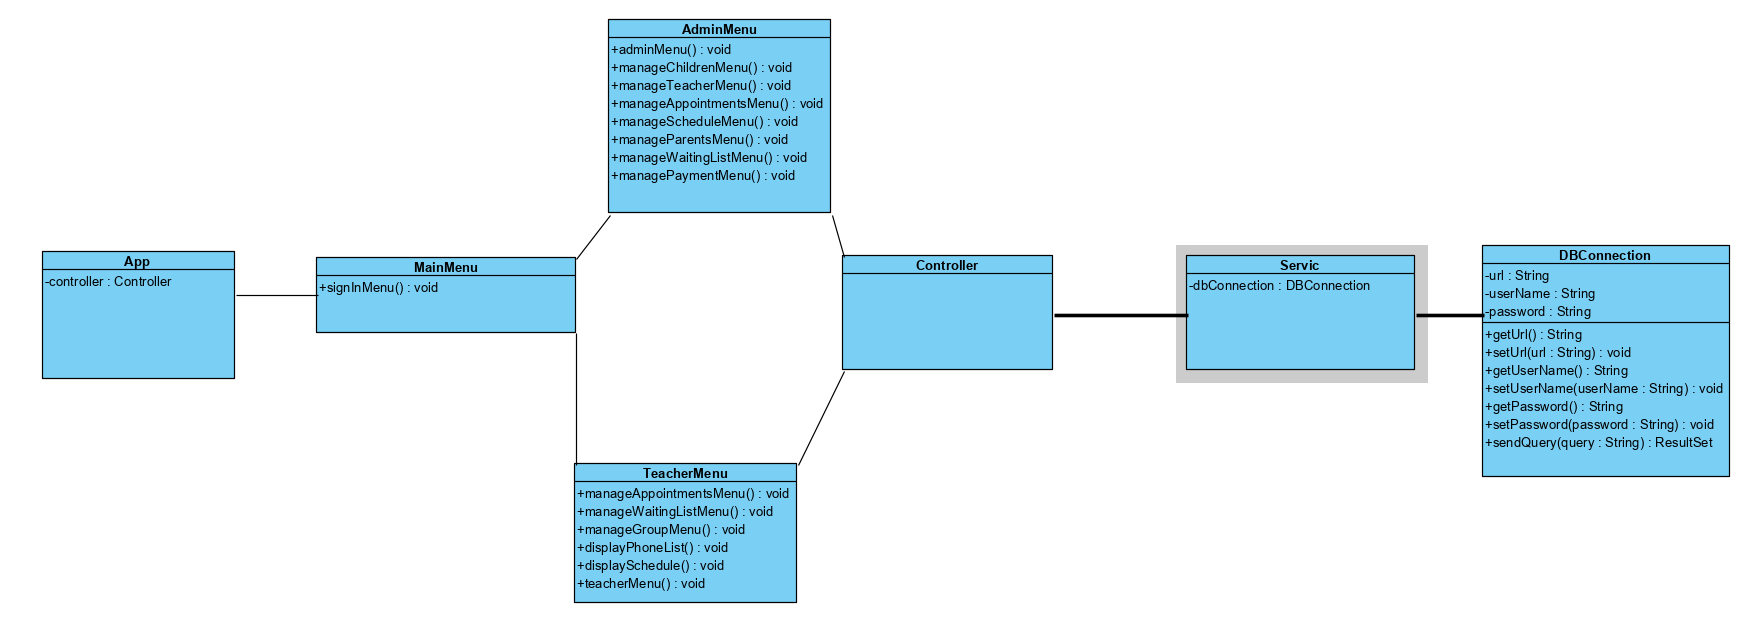 AdminMenu
+adminMenu() : void
+manageChildrenMenu() : void
+manageTeacherMenu() : void
+manageAppointmentsMenu() : void
+manageScheduleMenu() : void
+manageParentsMenu() : void
+manageWaitingListMenu() : void
+managePaymentMenu() : void
App
-controller : Controller
MainMenu
+signInMenu() : void
Controller
Servic
-dbConnection : DBConnection
DBConnection
-url : String
-userName : String
-password : String
+getUrl() : String
+setUrl(url : String) : void
+getUserName() : String
+setUserName(userName : String) : void
+getPassword() : String
+setPassword(password : String) : void
+sendQuery(query : String) : ResultSet
TeacherMenu
+manageAppointmentsMenu() : void
+manageWaitingListMenu() : void
+manageGroupMenu() : void
+displayPhoneList() : void
+displaySchedule() : void
+teacherMenu() : void